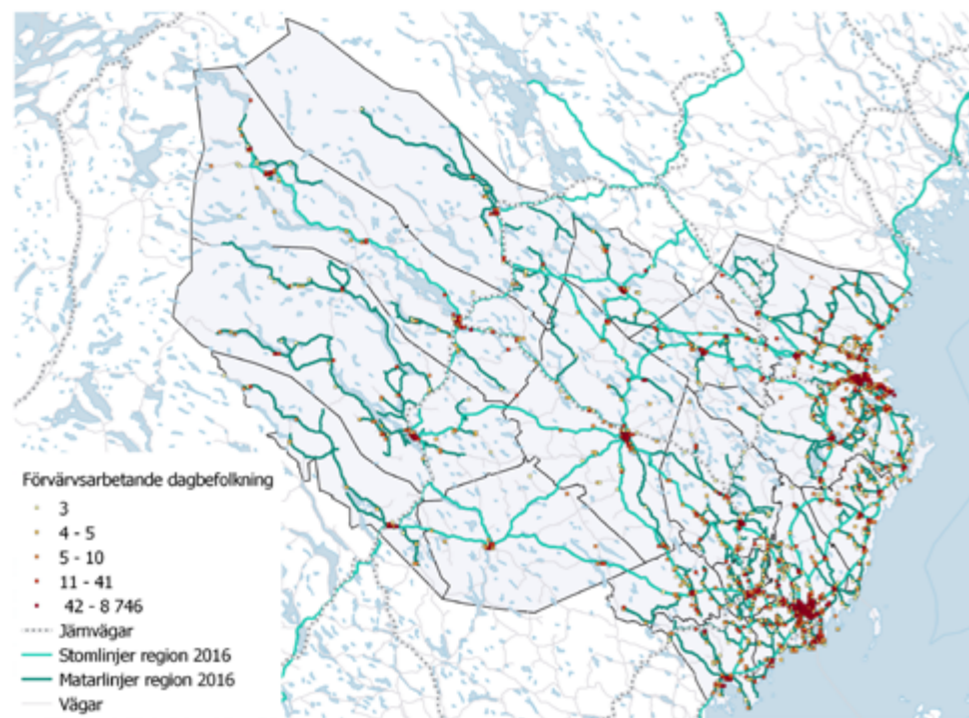 Förvärvsarbetande dagbefolkning
3
4 - 5
5 - 10
11 - 41
42 - 8 746
Järnvägar
Stomlinjer region 2016
Matarlinjer region 2016
Vägar